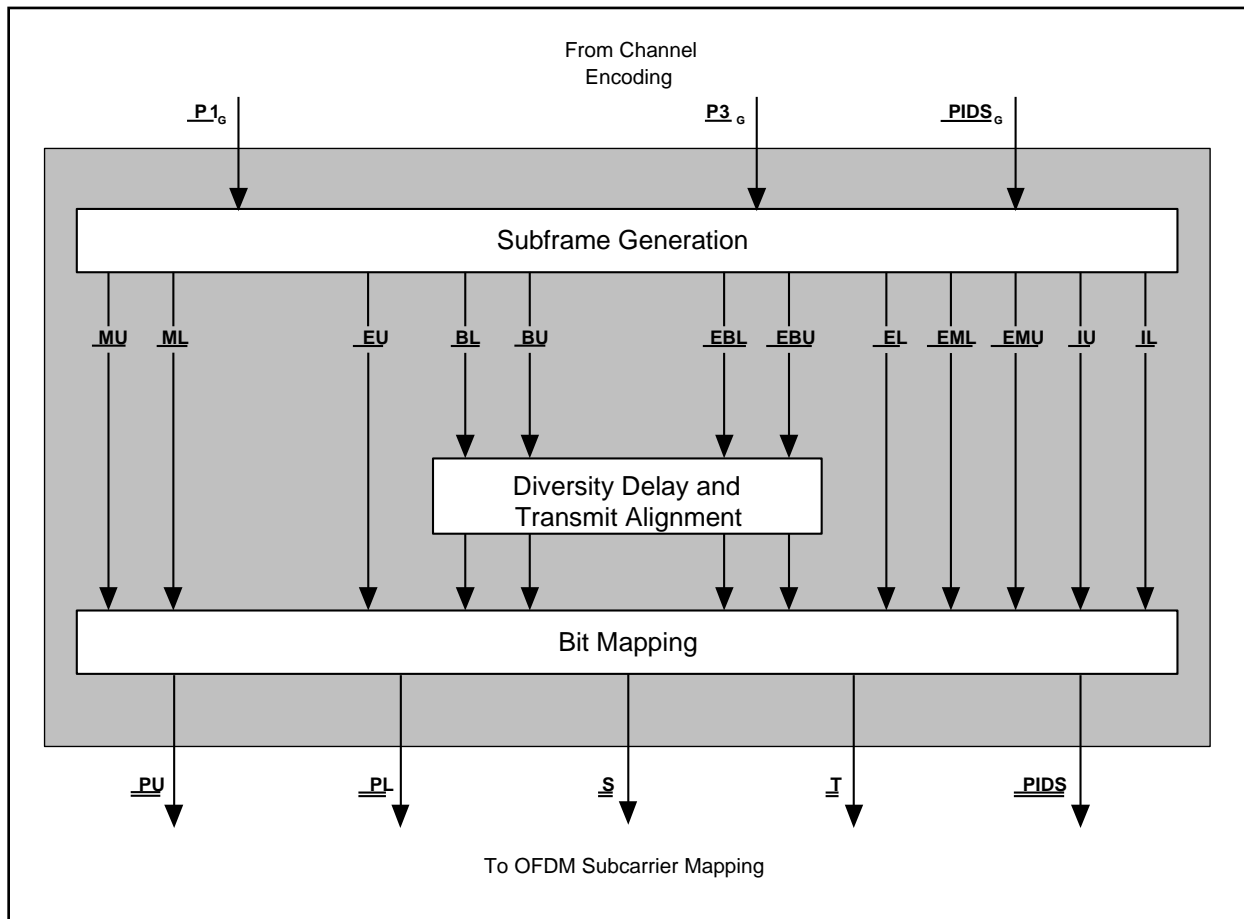 From Channel
Encoding
P1G P3G PIDSG
Subframe Generation
MU ML EU BL BU EBL EBU EL EML EMU IU IL
Diversity Delay and
Transmit Alignment
Bit Mapping
PU PL S T PIDS
To OFDM Subcarrier Mapping